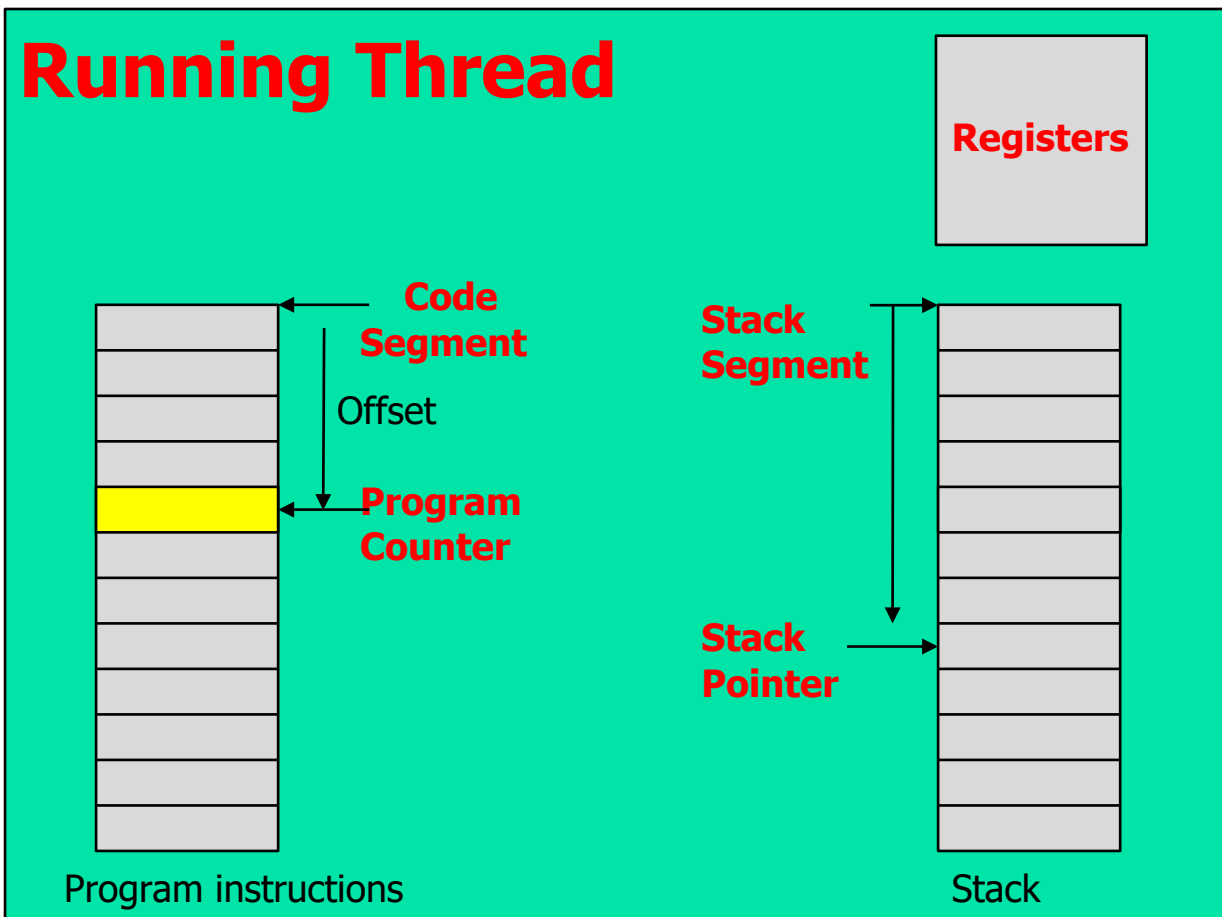 Running Thread
Registers
Code
Segment
Offset
Program
Counter
Stack
Segment
Stack
Pointer
Program instructions
Stack